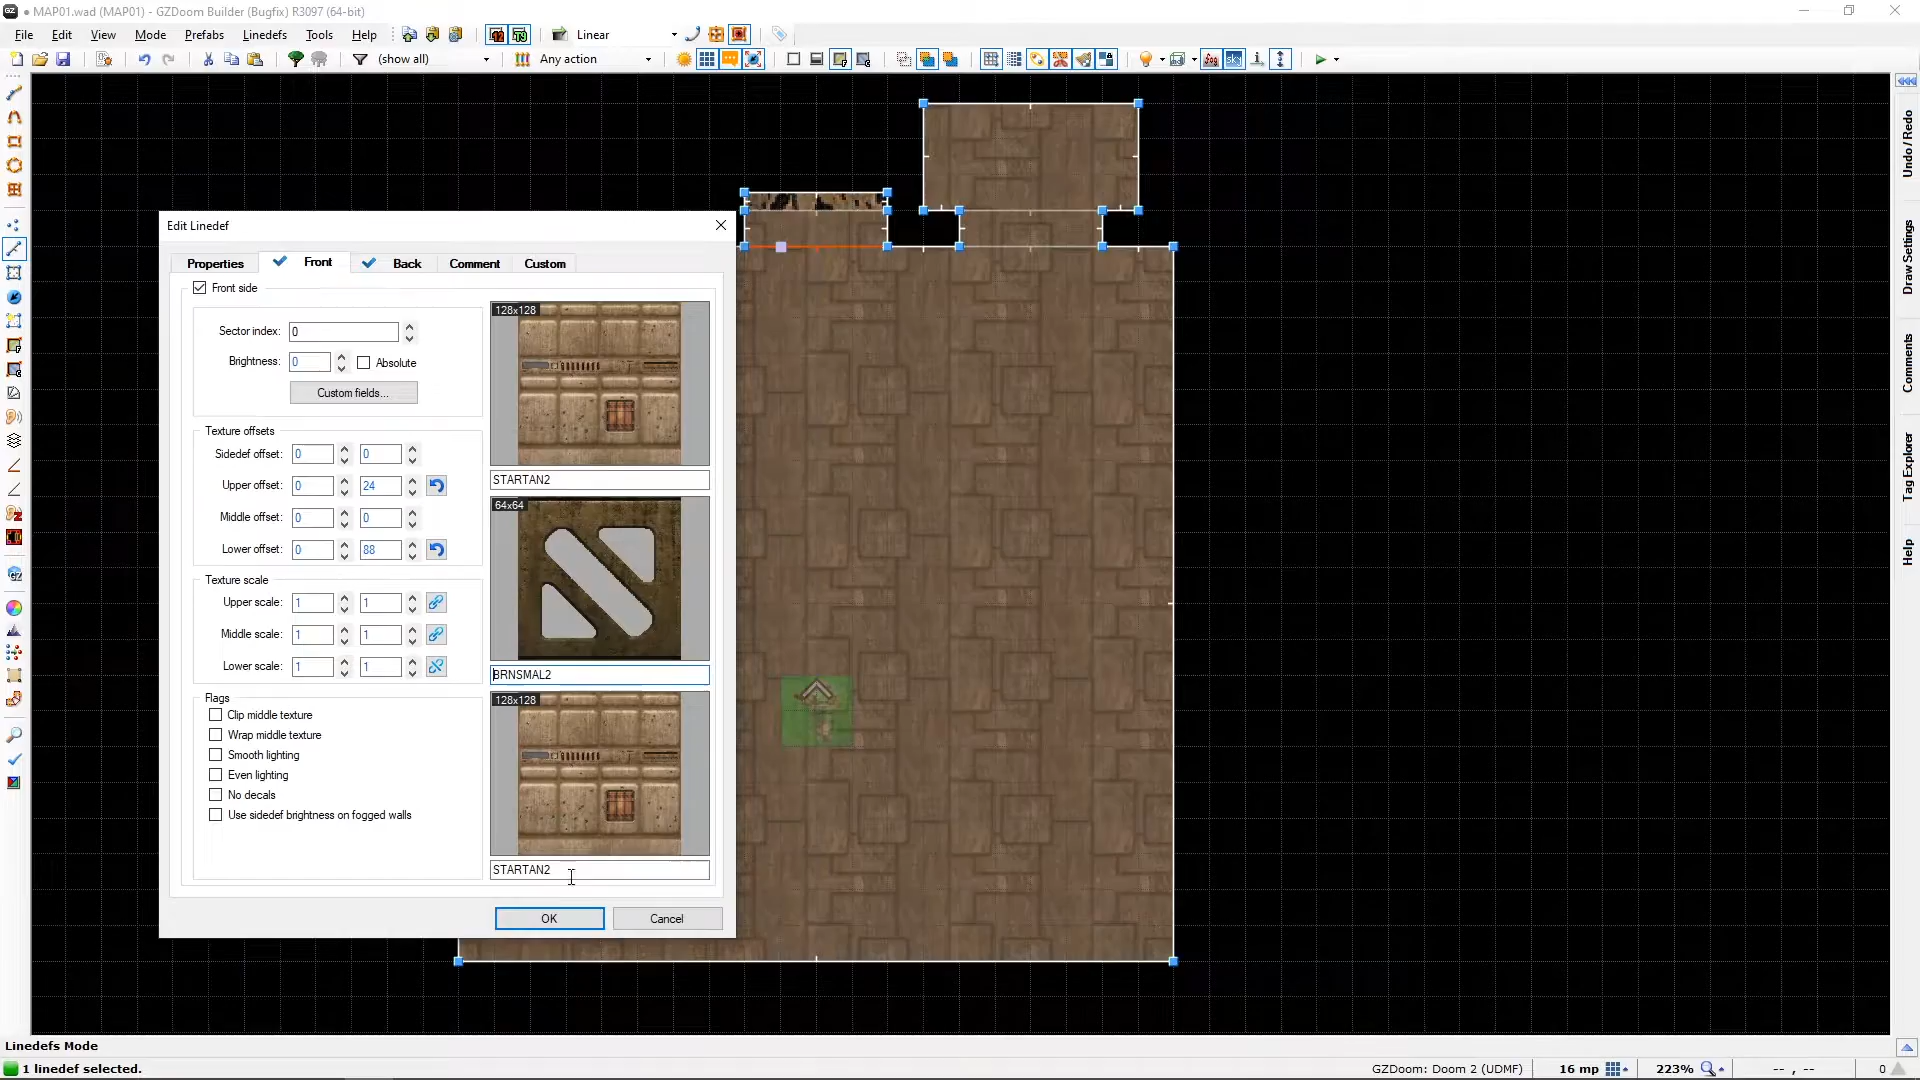 MAP01.wad (MAP01) - GZDoom Builder (Bugfix) R3097 (64-bit)
File Edit View Mode Prefabs Linedefs Tools Help Linear
(show all) Any action
Undo / Redo
Draw Settings
Comments
Tag Explorer
Help
Edit Linedef
Properties Front Back Comment Custom
Front side
Sector index: 0
Brightness: 0 Absolute
Custom fields...
Texture offsets
Sidedef offset: 0 0
Upper offset: 0 24
Middle offset: 0 0
Lower offset: 0 88
Texture scale
Upper scale: 1 1
Middle scale: 1 1
Lower scale: 1 1
Flags
Clip middle texture
Wrap middle texture
Smooth lighting
Even lighting
No decals
Use sidedef brightness on fogged walls
128x128
STARTAN2
64x64
BRNSMAL2
128x128
STARTAN2
OK Cancel
Linedefs Mode
1 linedef selected. GZDoom: Doom 2 (UDMF) 16 mp 223% -- , -- 0